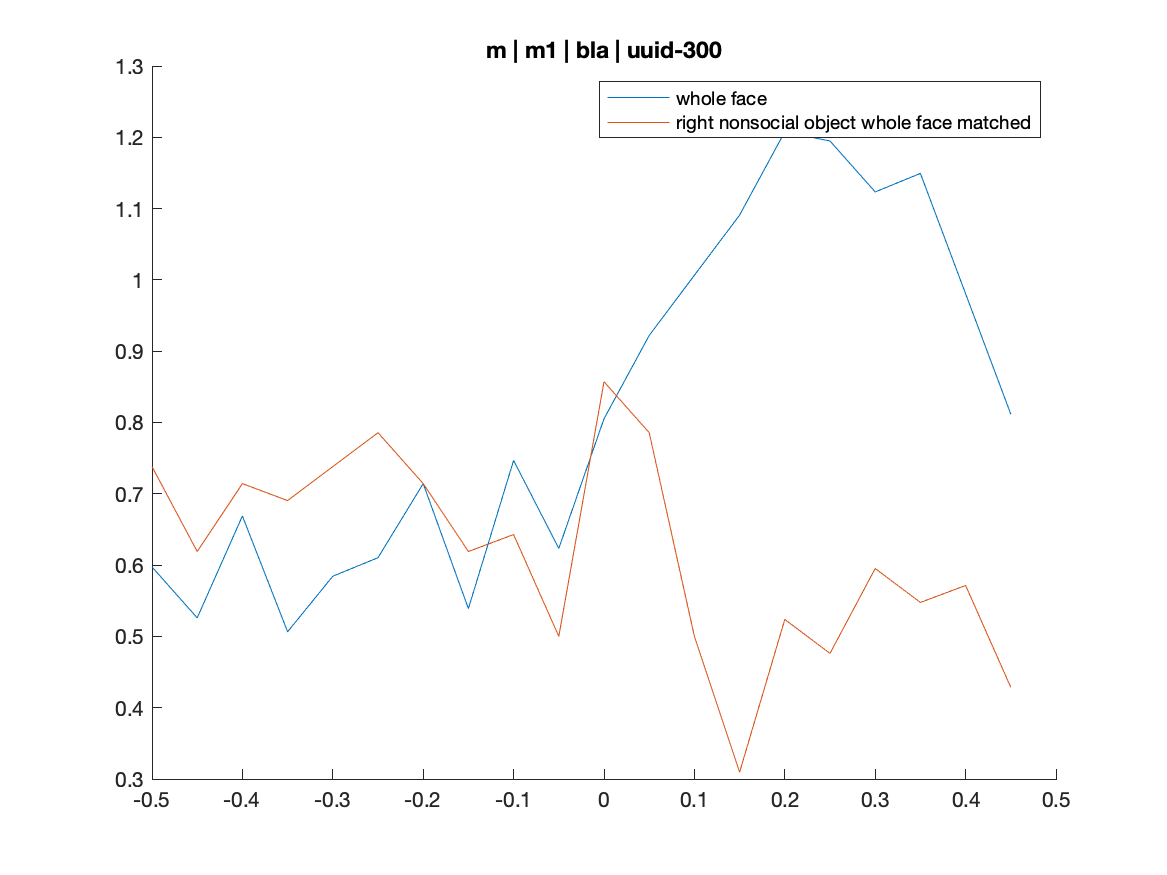 m | m1 | bla | uuid-300
1.3
whole face
right nonsocial object whole face matched
1.2
1.1
1
0.9
0.8
0.7
0.6
0.5
0.4
0.3
-0.5 -0.4 -0.3 -0.2 -0.1 0 0.1 0.2 0.3 0.4 0.5